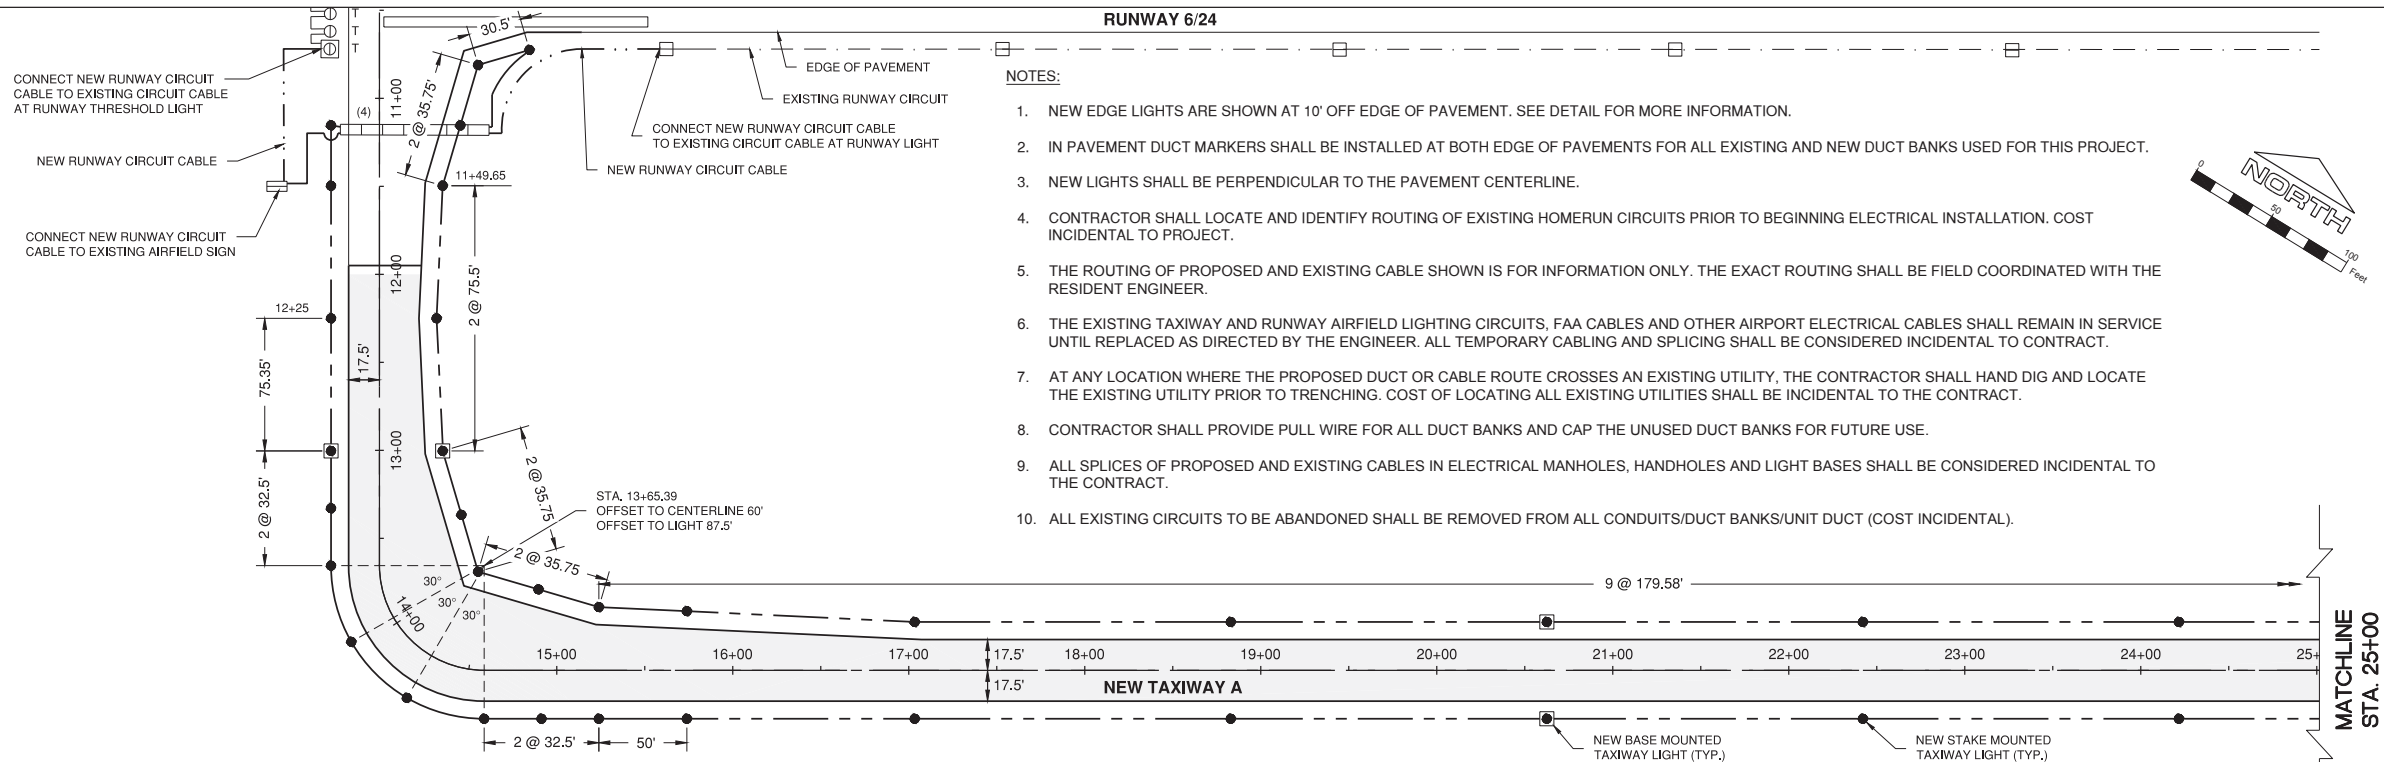 RUNWAY 6/24
30.5'
T
T
T
CONNECT NEW RUNWAY CIRCUIT
CABLE TO EXISTING CIRCUIT CABLE
AT RUNWAY THRESHOLD LIGHT
(4)
11+00
2 @ 35.75'
EDGE OF PAVEMENT
EXISTING RUNWAY CIRCUIT
CONNECT NEW RUNWAY CIRCUIT CABLE
TO EXISTING CIRCUIT CABLE AT RUNWAY LIGHT
NEW RUNWAY CIRCUIT CABLE
NEW RUNWAY CIRCUIT CABLE
11+49.65
CONNECT NEW RUNWAY CIRCUIT
CABLE TO EXISTING AIRFIELD SIGN
12+00
2 @ 75.5'
12+25
75.35'
17.5'
13+00
2 @ 32.5'
2 @ 35.75
STA. 13+65.39
OFFSET TO CENTERLINE 60'
OFFSET TO LIGHT 87.5'
2 @ 35.75
30°
30°
30°
14+00
NOTES:
1. NEW EDGE LIGHTS ARE SHOWN AT 10' OFF EDGE OF PAVEMENT. SEE DETAIL FOR MORE INFORMATION.
2. IN PAVEMENT DUCT MARKERS SHALL BE INSTALLED AT BOTH EDGE OF PAVEMENTS FOR ALL EXISTING AND NEW DUCT BANKS USED FOR THIS PROJECT.
3. NEW LIGHTS SHALL BE PERPENDICULAR TO THE PAVEMENT CENTERLINE.
4. CONTRACTOR SHALL LOCATE AND IDENTIFY ROUTING OF EXISTING HOMERUN CIRCUITS PRIOR TO BEGINNING ELECTRICAL INSTALLATION. COST
INCIDENTAL TO PROJECT.
5. THE ROUTING OF PROPOSED AND EXISTING CABLE SHOWN IS FOR INFORMATION ONLY. THE EXACT ROUTING SHALL BE FIELD COORDINATED WITH THE
RESIDENT ENGINEER.
6. THE EXISTING TAXIWAY AND RUNWAY AIRFIELD LIGHTING CIRCUITS, FAA CABLES AND OTHER AIRPORT ELECTRICAL CABLES SHALL REMAIN IN SERVICE
UNTIL REPLACED AS DIRECTED BY THE ENGINEER. ALL TEMPORARY CABLING AND SPLICING SHALL BE CONSIDERED INCIDENTAL TO CONTRACT.
7. AT ANY LOCATION WHERE THE PROPOSED DUCT OR CABLE ROUTE CROSSES AN EXISTING UTILITY, THE CONTRACTOR SHALL HAND DIG AND LOCATE
THE EXISTING UTILITY PRIOR TO TRENCHING. COST OF LOCATING ALL EXISTING UTILITIES SHALL BE INCIDENTAL TO THE CONTRACT.
8. CONTRACTOR SHALL PROVIDE PULL WIRE FOR ALL DUCT BANKS AND CAP THE UNUSED DUCT BANKS FOR FUTURE USE.
9. ALL SPLICES OF PROPOSED AND EXISTING CABLES IN ELECTRICAL MANHOLES, HANDHOLES AND LIGHT BASES SHALL BE CONSIDERED INCIDENTAL TO
THE CONTRACT.
10. ALL EXISTING CIRCUITS TO BE ABANDONED SHALL BE REMOVED FROM ALL CONDUITS/DUCT BANKS/UNIT DUCT (COST INCIDENTAL).
NORTH
0
50
100
Feet
9 @ 179.58'
15+00
16+00
17+00
17.5'
18+00
19+00
20+00
21+00
22+00
23+00
24+00
25+
17.5'
NEW TAXIWAY A
2 @ 32.5'
50'
NEW BASE MOUNTED
TAXIWAY LIGHT (TYP.)
NEW STAKE MOUNTED
TAXIWAY LIGHT (TYP.)
MATCHLINE
STA. 25+00